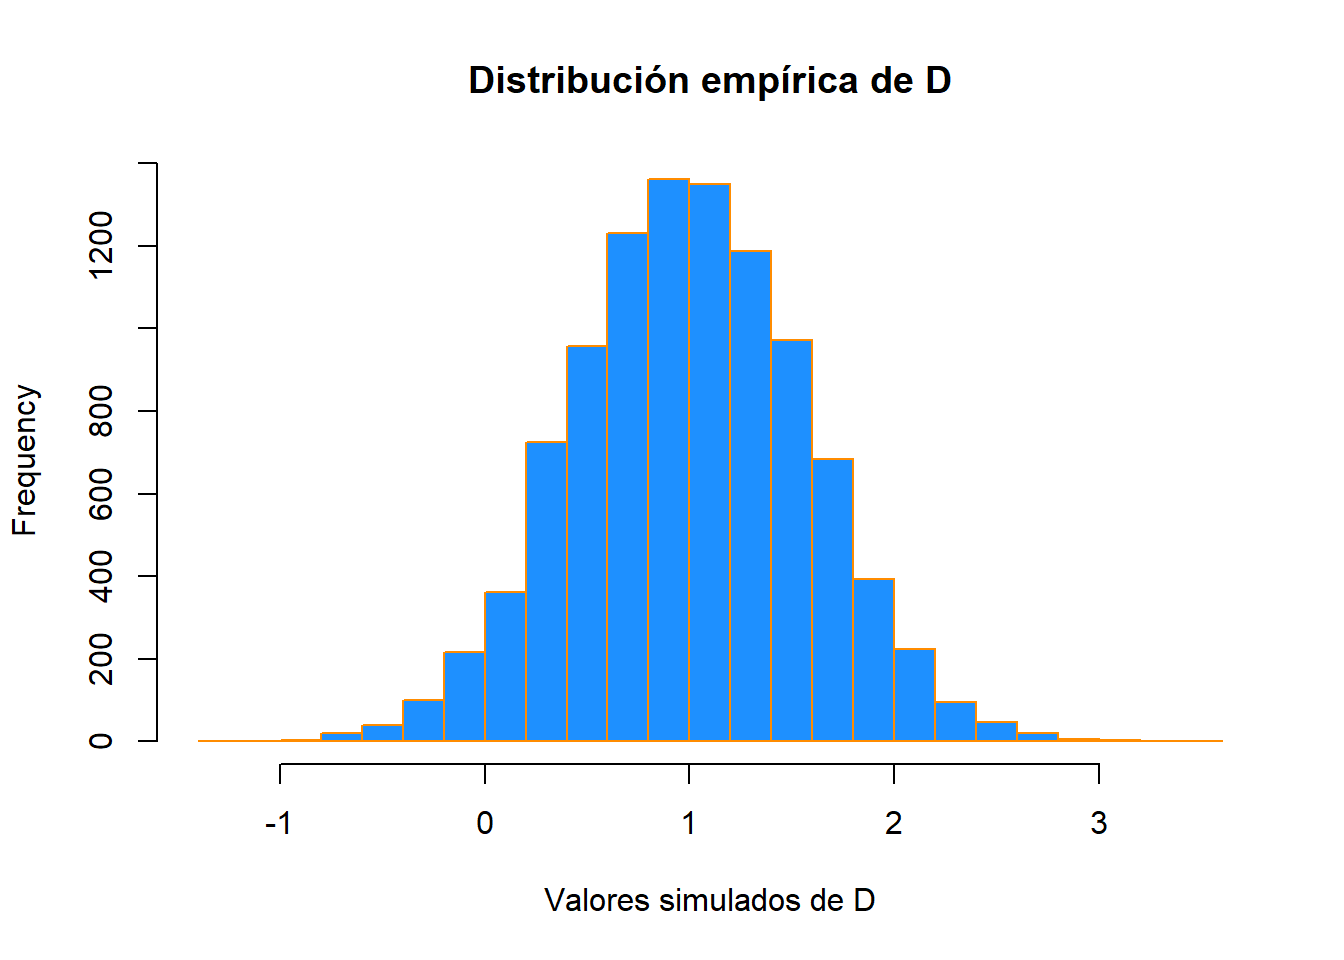 Distribución empírica de D
1200
800
600
400
200
0
Frequency
-1 0 1 2 3
Valores simulados de D